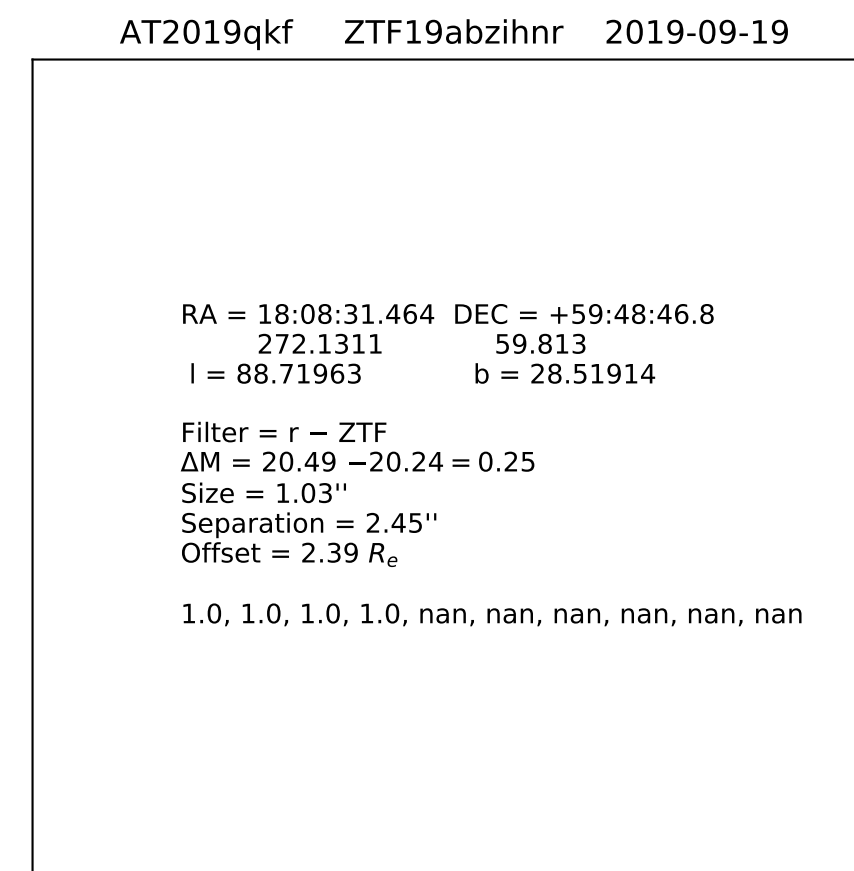 AT2019qkf ZTF19abzihnr 2019-09-19
RA = 18:08:31.464 DEC = +59:48:46.8
272.1311 59.813
l = 88.71963 b = 28.51914
Filter = r − ZTF
ΔM = 20.49 −20.24 = 0.25
Size = 1.03''
Separation = 2.45''
Offset = 2.39 Re
1.0, 1.0, 1.0, 1.0, nan, nan, nan, nan, nan, nan